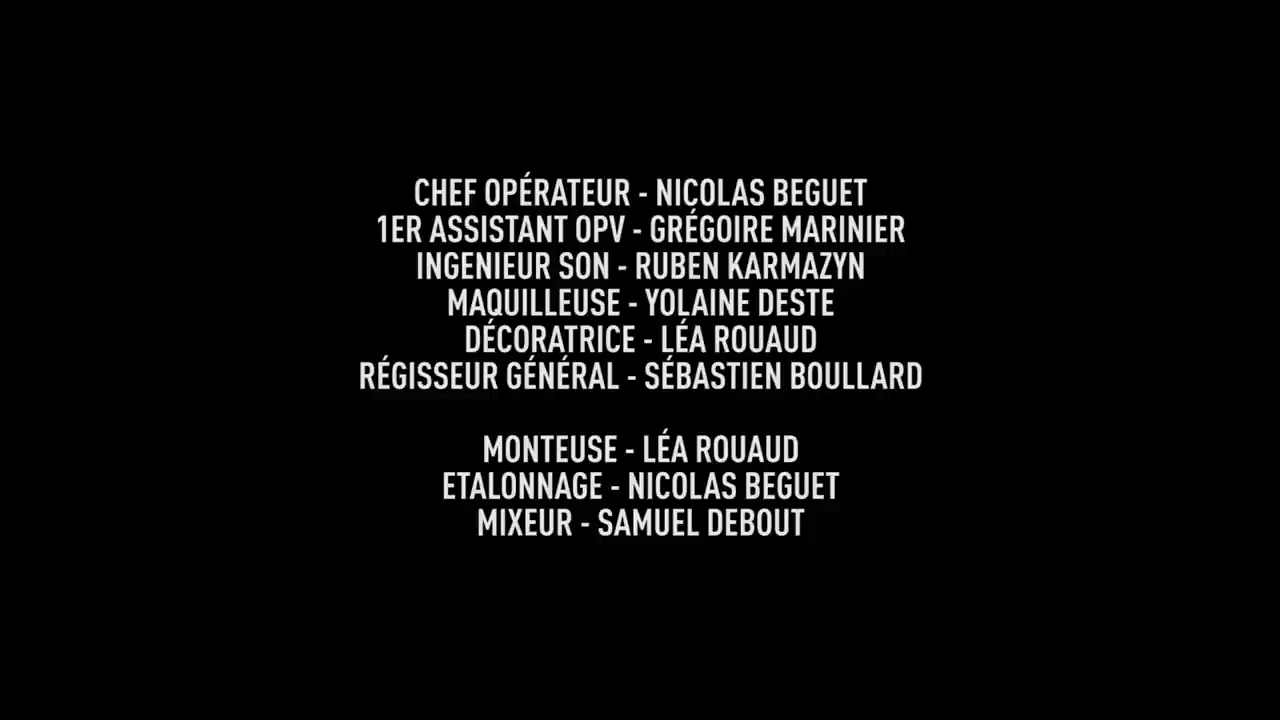 CHEF OPÉRATEUR - NICOLAS BEGUET
1ER ASSISTANT OPV - GRÉGOIRE MARINIER
INGENIEUR SON - RUBEN KARMAZYN
MAQUILLEUSE - YOLAINE DESTE
DÉCORATRICE - LÉA ROUAUD
RÉGISSEUR GÉNÉRAL - SÉBASTIEN BOULLARD
MONTEUSE - LÉA ROUAUD
ETALONNAGE - NICOLAS BEGUET
MIXEUR - SAMUEL DEBOUT